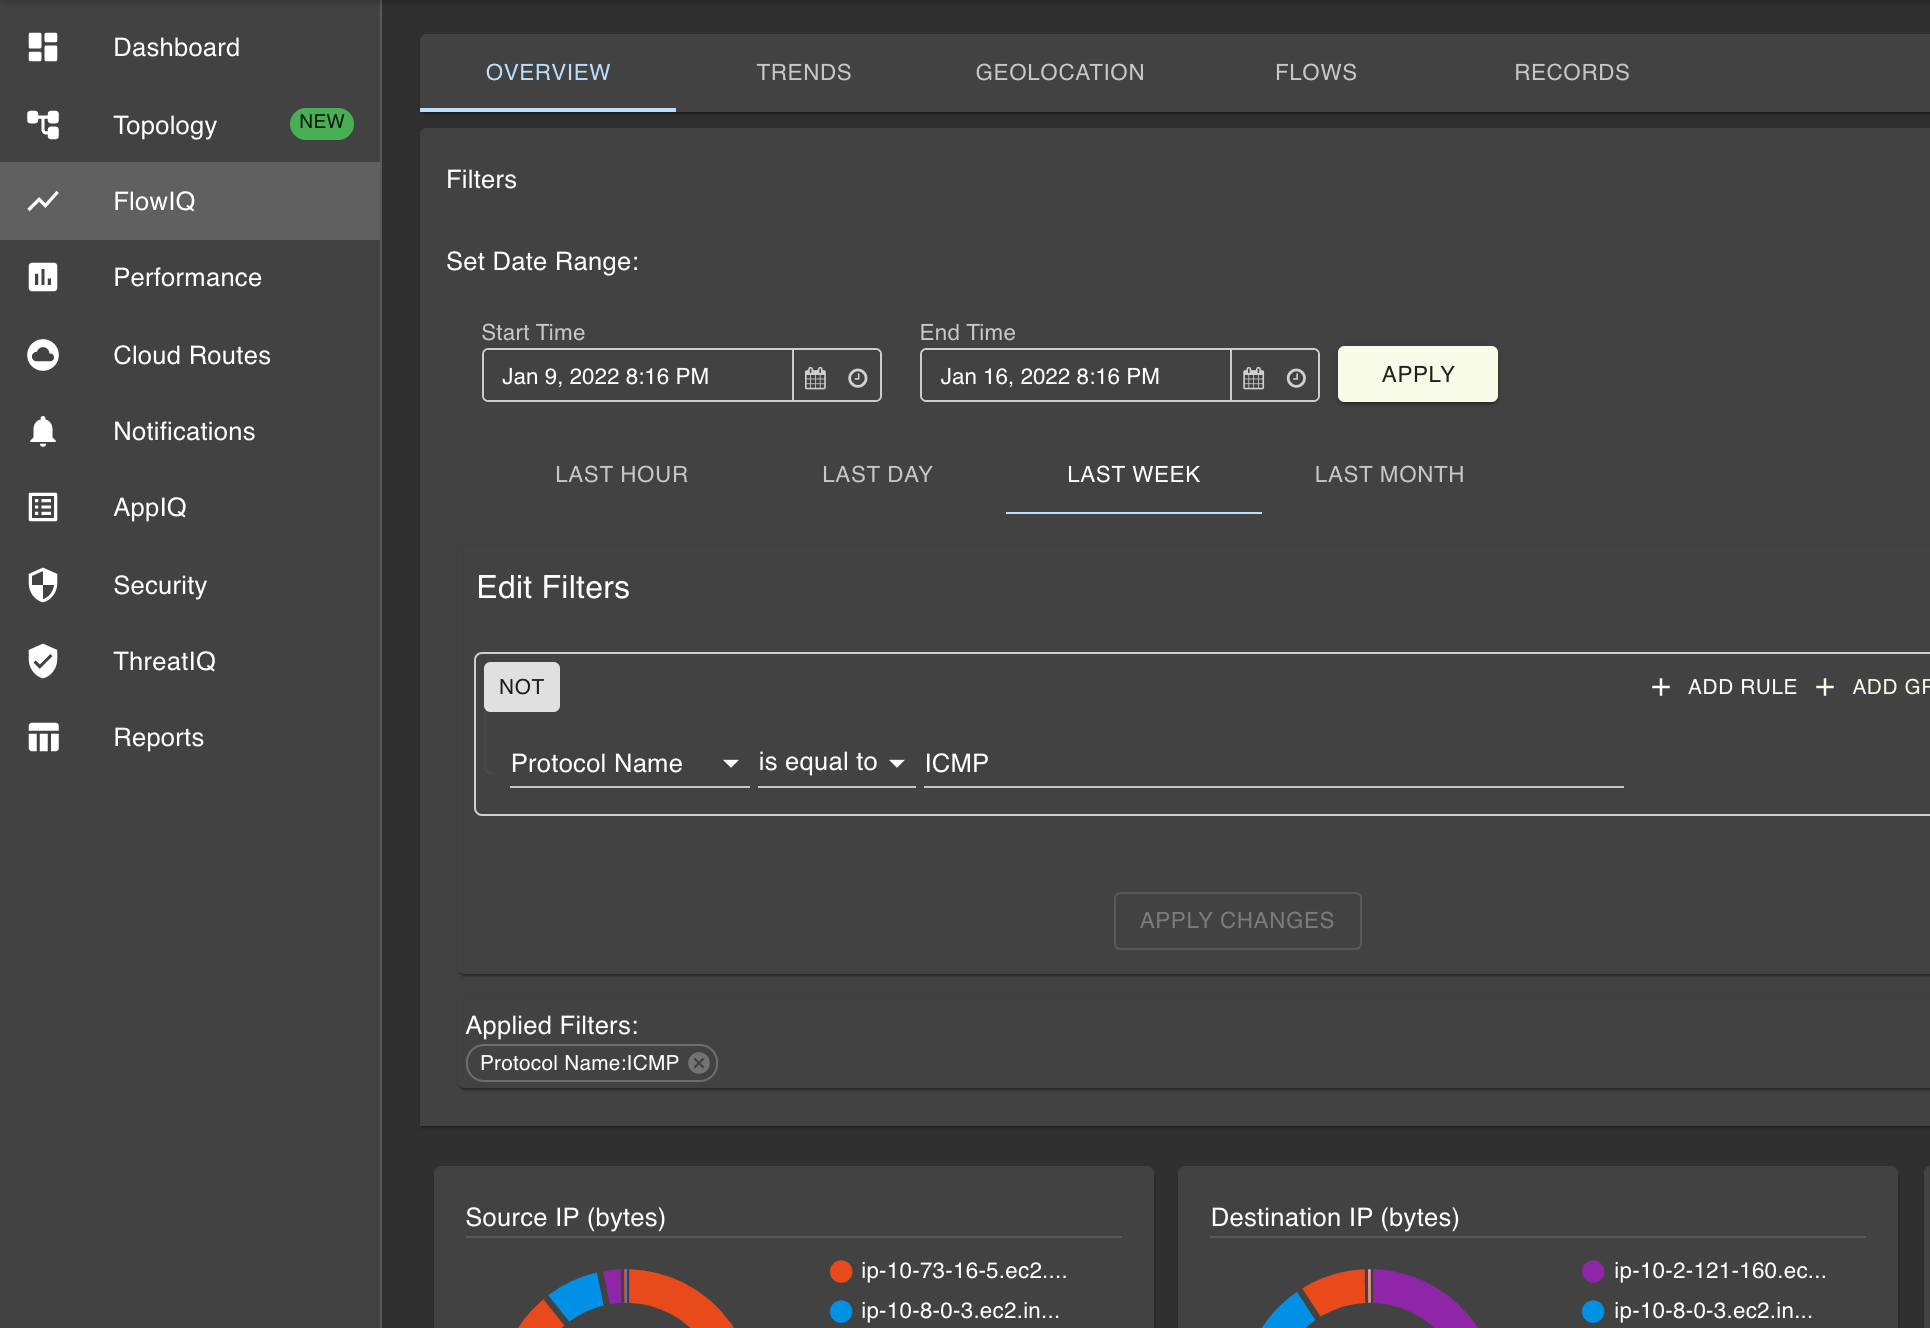 Dashboard
Topology NEW
FlowIQ
Performance
Cloud Routes
Notifications
AppIQ
Security
ThreatIQ
Reports
OVERVIEW TRENDS GEOLOCATION FLOWS RECORDS
Filters
Set Date Range:
Start Time End Time
Jan 9, 2022 8:16 PM Jan 16, 2022 8:16 PM APPLY
LAST HOUR LAST DAY LAST WEEK LAST MONTH
Edit Filters
NOT + ADD RULE + ADD
Protocol Name is equal to ICMP
APPLY CHANGES
Applied Filters:
Protocol Name:ICMP
Source IP (bytes) Destination IP (bytes)
ip-10-73-16-5.ec2.... ip-10-2-121-160.ec...
ip-10-8-0-3.ec2.in... ip-10-8-0-3.ec2.in...